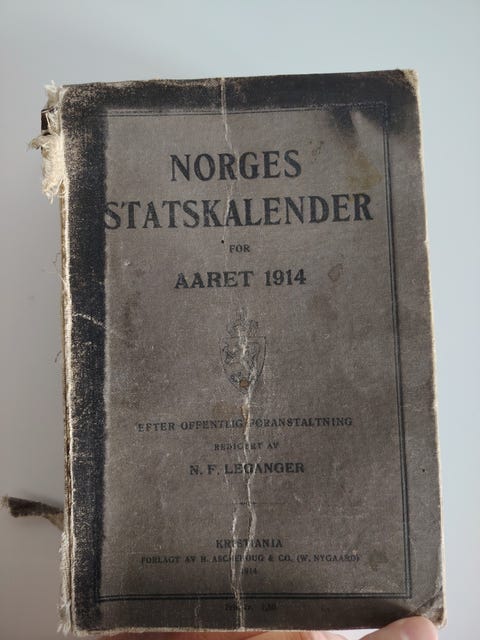 NORGES
STATSKALENDER
FOR
AARET 1914
EFTER OFFENTLIG FORANSTALTNING
REDIGERT AV
N. F. LEGANGER
KRISTIANIA
FORLAGT AV H. ASCHEHOUG & CO. (W. NYGAARD)
1914